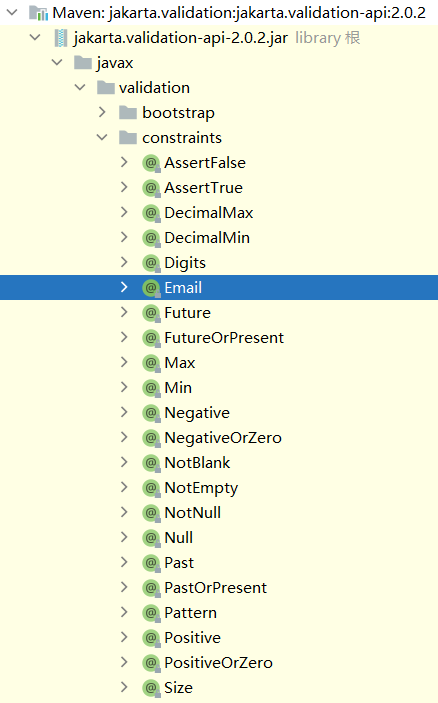 Maven: jakarta.validation:jakarta.validation-api:2.0.2
jakarta.validation-api-2.0.2.jar library 根
javax
validation
bootstrap
constraints
@ AssertFalse
@ AssertTrue
@ DecimalMax
@ DecimalMin
@ Digits
@ Email
@ Future
@ FutureOrPresent
@ Max
@ Min
@ Negative
@ NegativeOrZero
@ NotBlank
@ NotEmpty
@ NotNull
@ Null
@ Past
@ PastOrPresent
@ Pattern
@ Positive
@ PositiveOrZero
@ Size